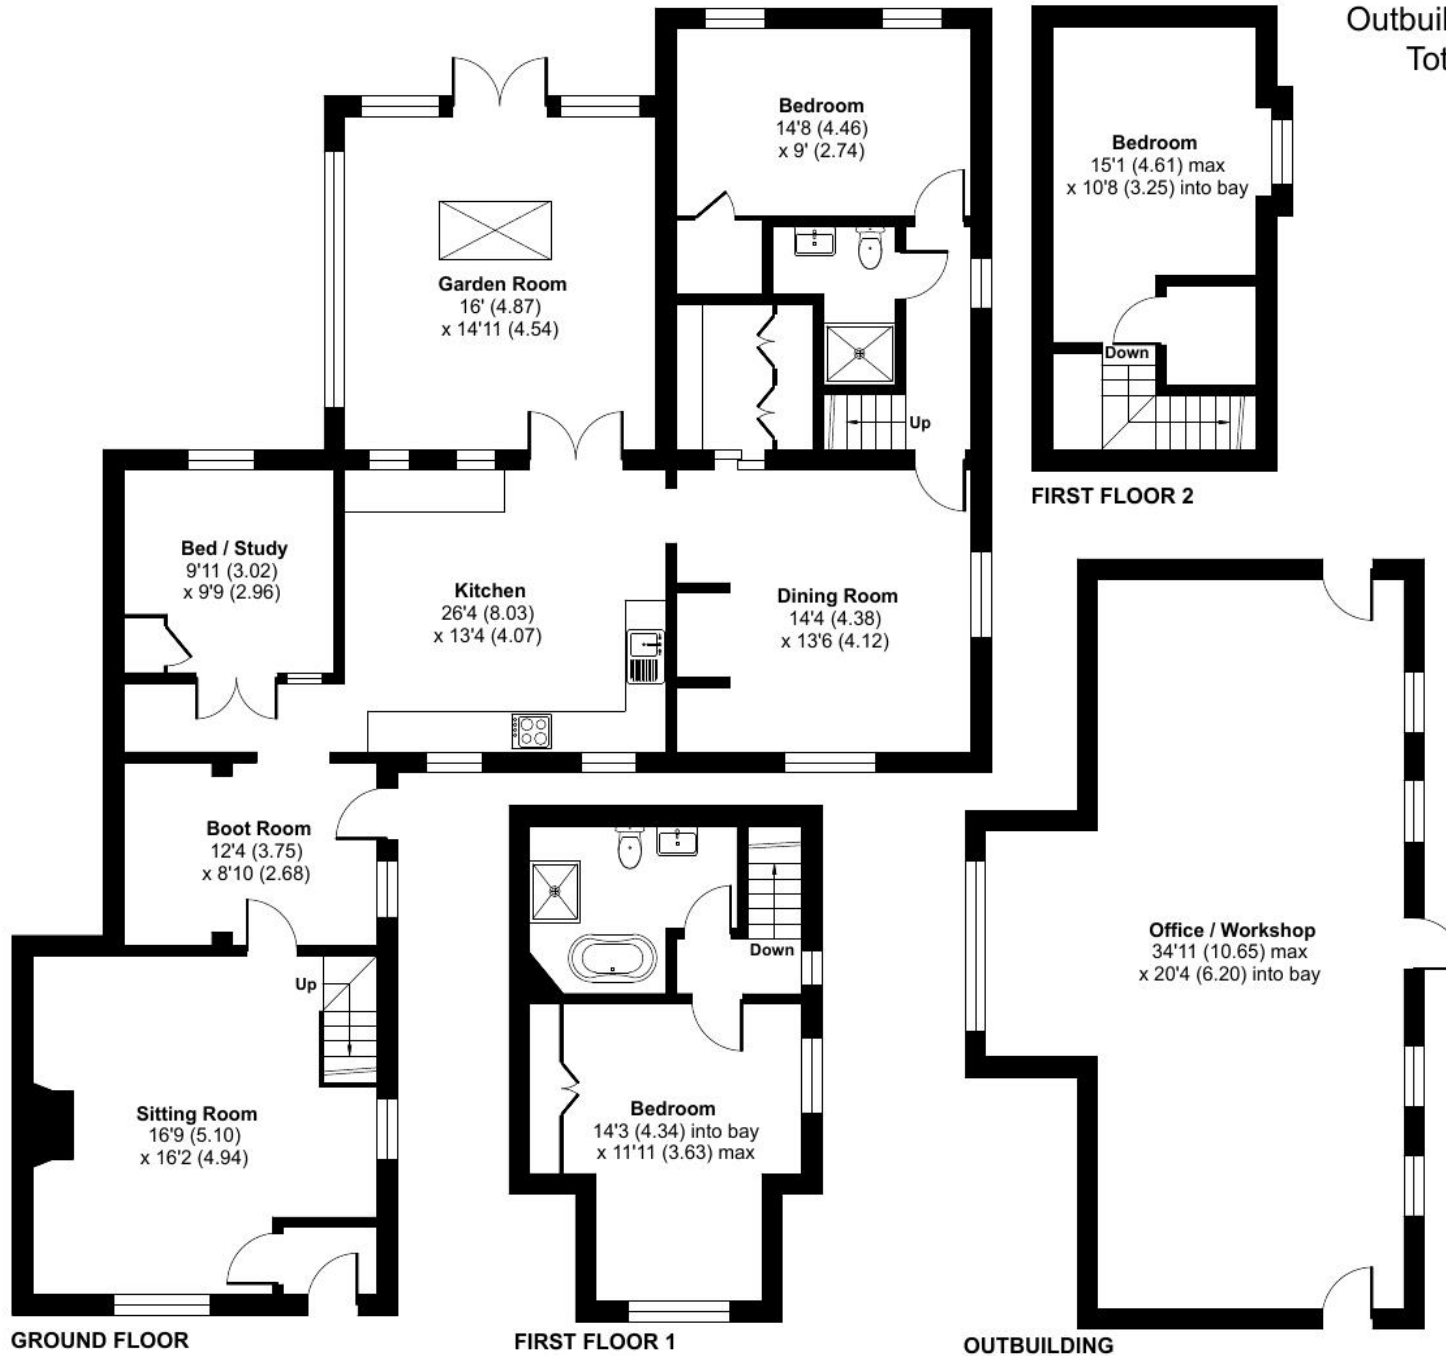 Outbuil
Tot
Bedroom
14'8 (4.46)
x 9' (2.74)
Bedroom
15'1 (4.61) max
x 10'8 (3.25) into bay
Garden Room
16' (4.87)
x 14'11 (4.54)
Down
Up
FIRST FLOOR 2
Bed / Study
9'11 (3.02)
x 9'9 (2.96)
Kitchen
26'4 (8.03)
x 13'4 (4.07)
Dining Room
14'4 (4.38)
x 13'6 (4.12)
Boot Room
12'4 (3.75)
x 8'10 (2.68)
Office / Workshop
34'11 (10.65) max
x 20'4 (6.20) into bay
Down
Up
Sitting Room
16'9 (5.10)
x 16'2 (4.94)
Bedroom
14'3 (4.34) into bay
x 11'11 (3.63) max
GROUND FLOOR
FIRST FLOOR 1
OUTBUILDING